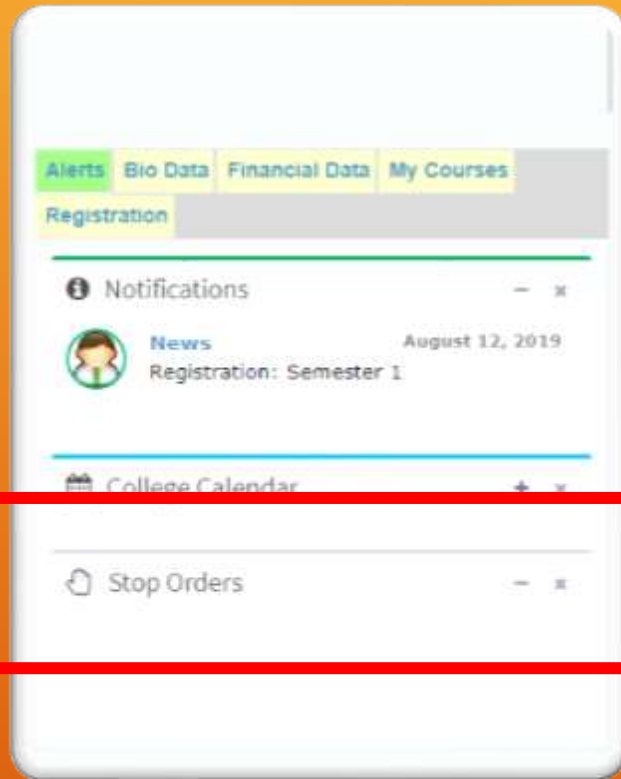 Alerts Bio Data Financial Data My Courses
Registration
Notifications
News August 12, 2019
Registration: Semester 1
College Calendar
Stop Orders